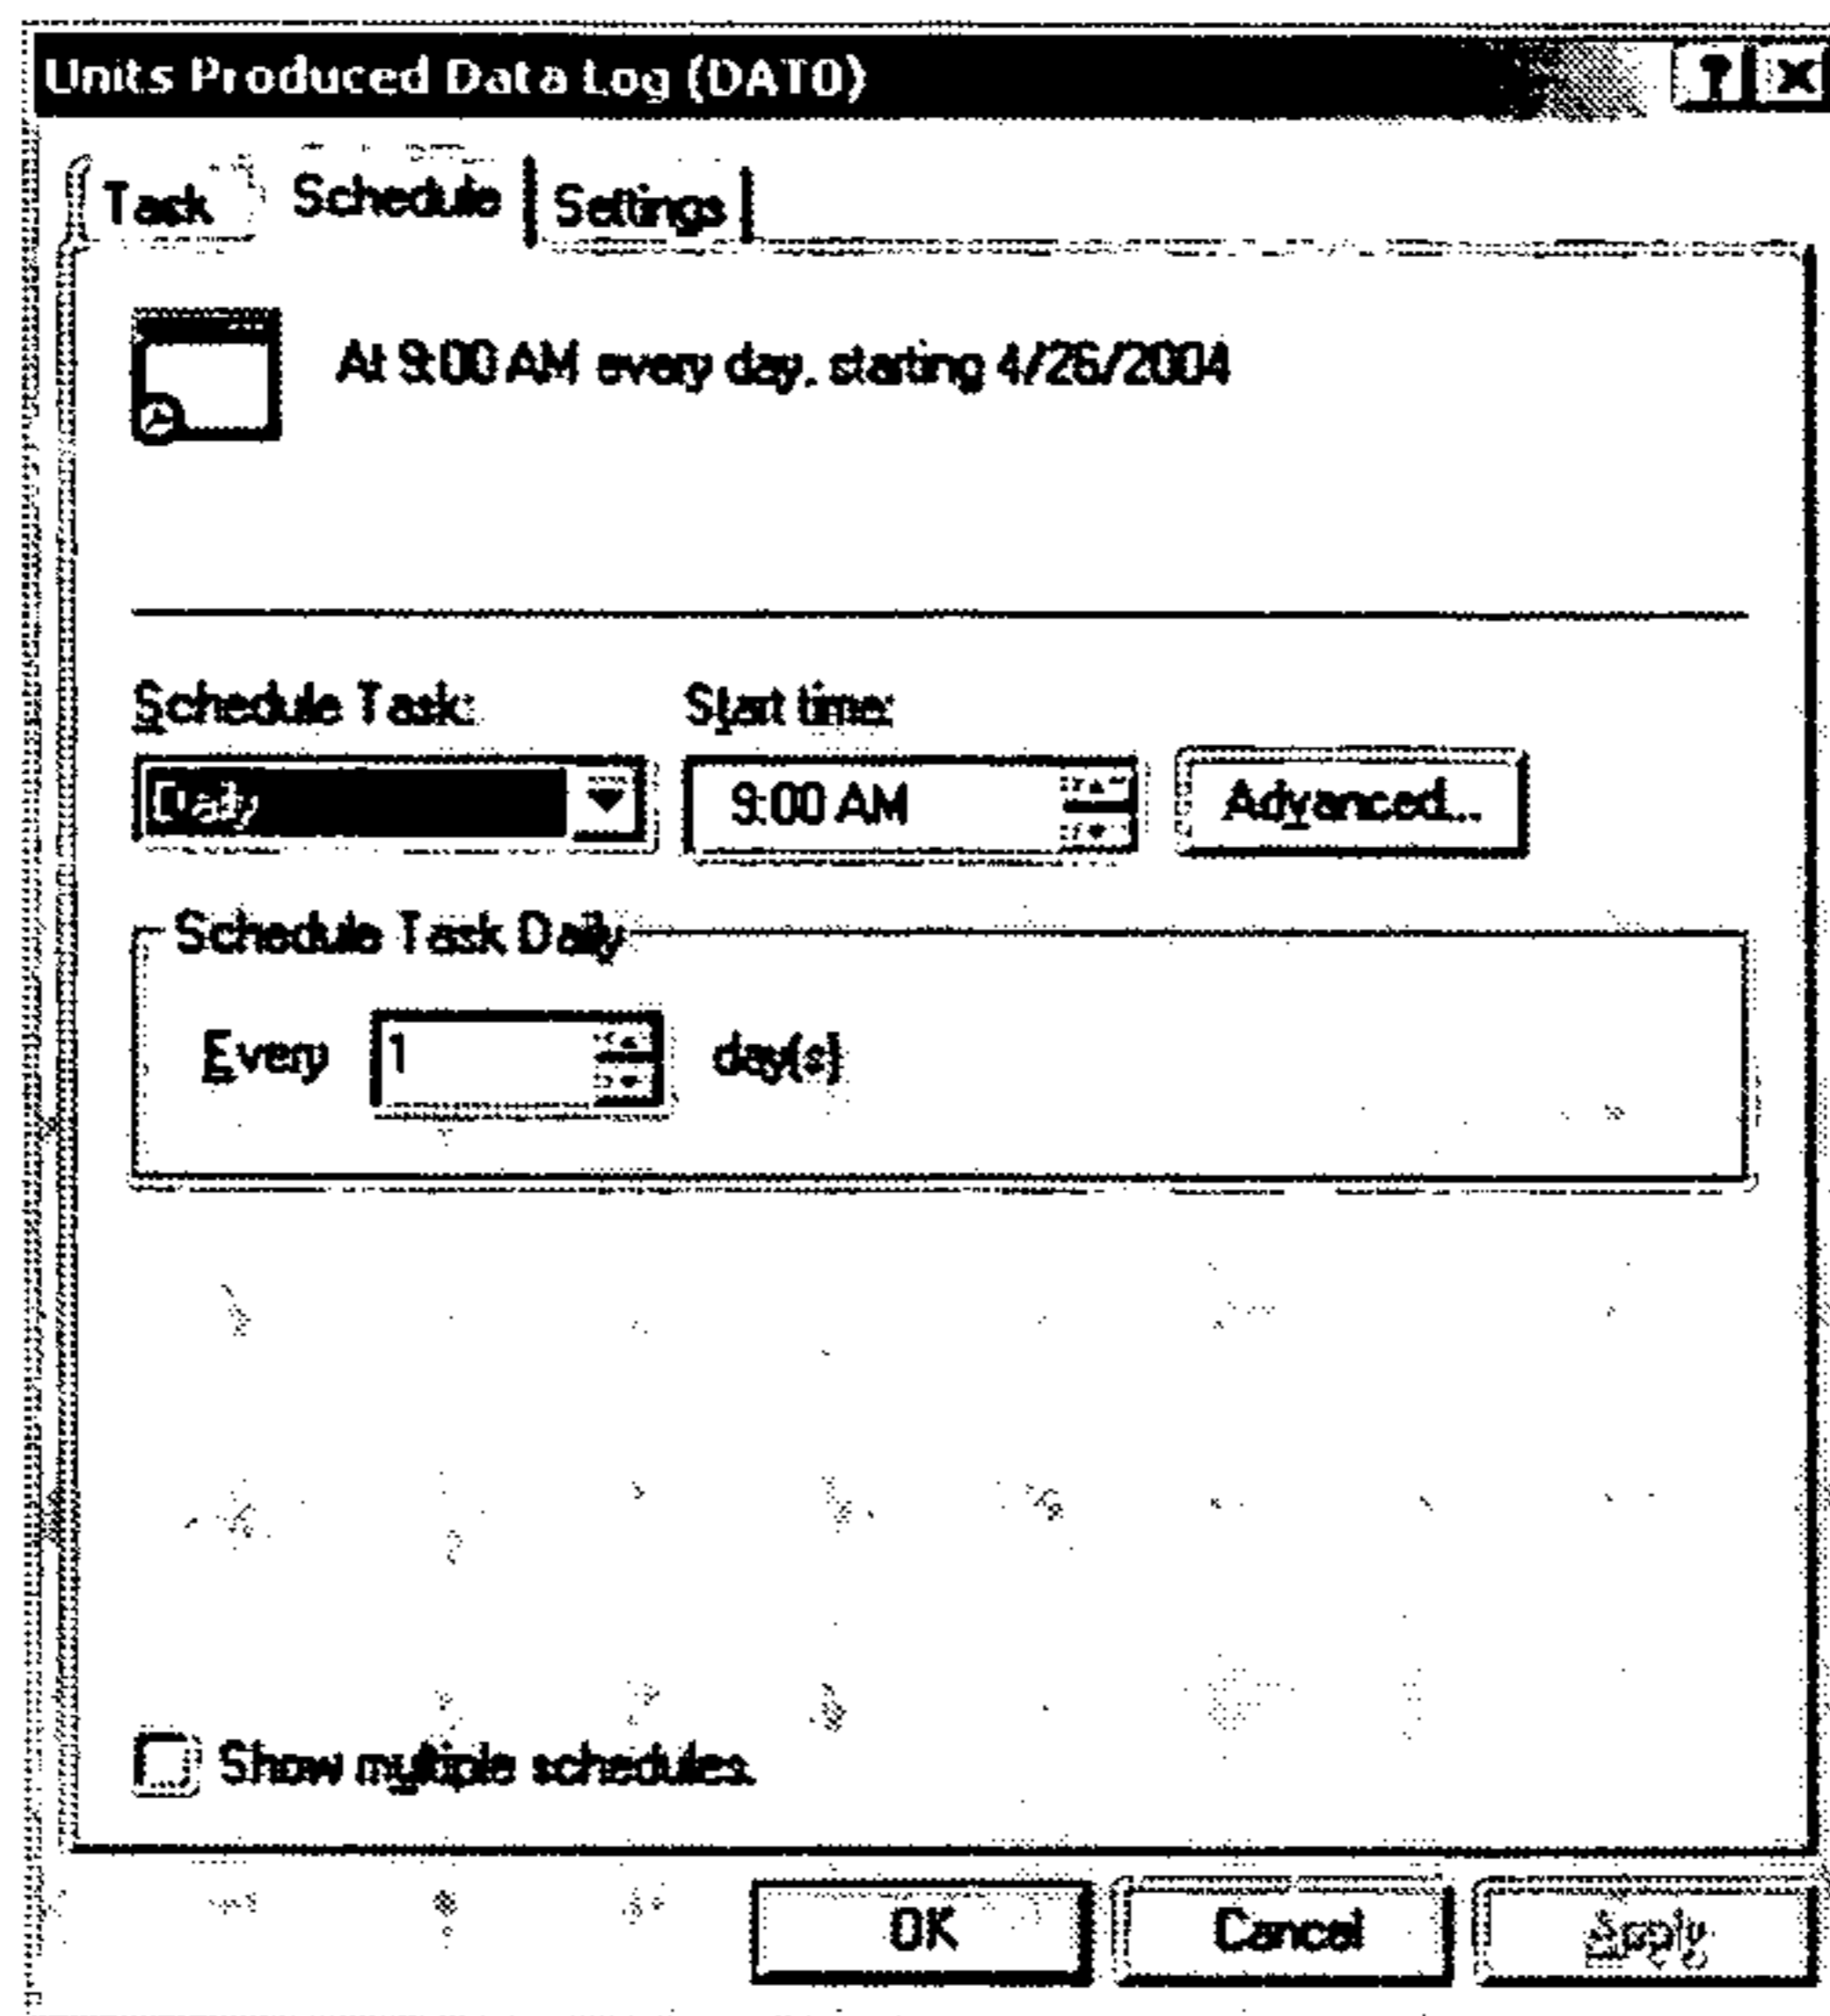 Units Produced Data Log (DAT0)
Task Schedule Settings
At 9:00 AM every day, starting 4/26/2004
Schedule Task: Start time:
Daily 9:00 AM Advanced...
Schedule Task Daily
Every 1 day(s)
Show multiple schedules.
OK Cancel Apply